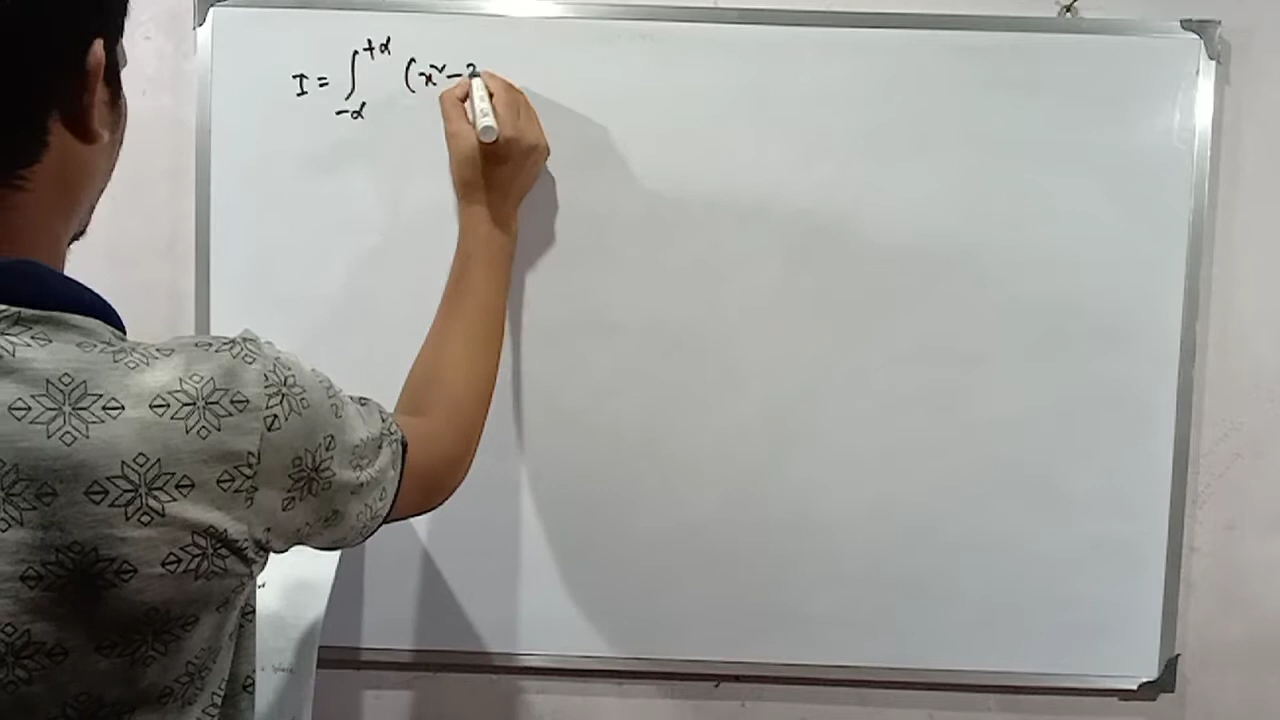 I = ∫_{-α}^{+α} (x² -